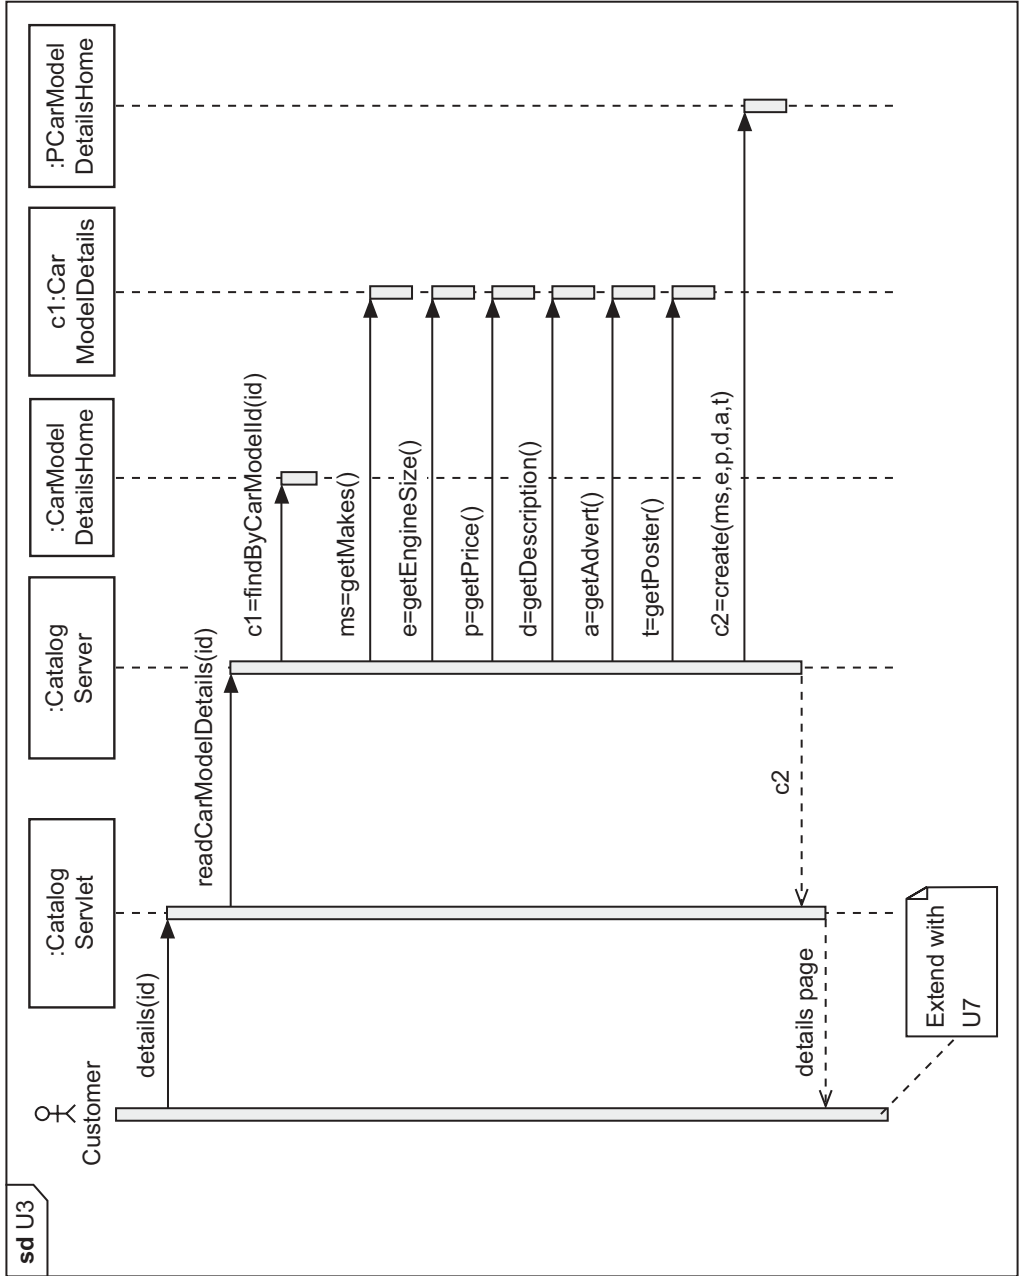 sd U3
Customer
:Catalog
Servlet
:Catalog
Server
:CarModel
DetailsHome
c1:Car
ModelDetails
:PCarModel
DetailsHome
details(id)
readCarModelDetails(id)
c1=findByCarModelId(id)
ms=getMakes()
e=getEngineSize()
p=getPrice()
d=getDescription()
a=getAdvert()
t=getPoster()
c2=create(ms,e,p,d,a,t)
c2
details page
Extend with
U7